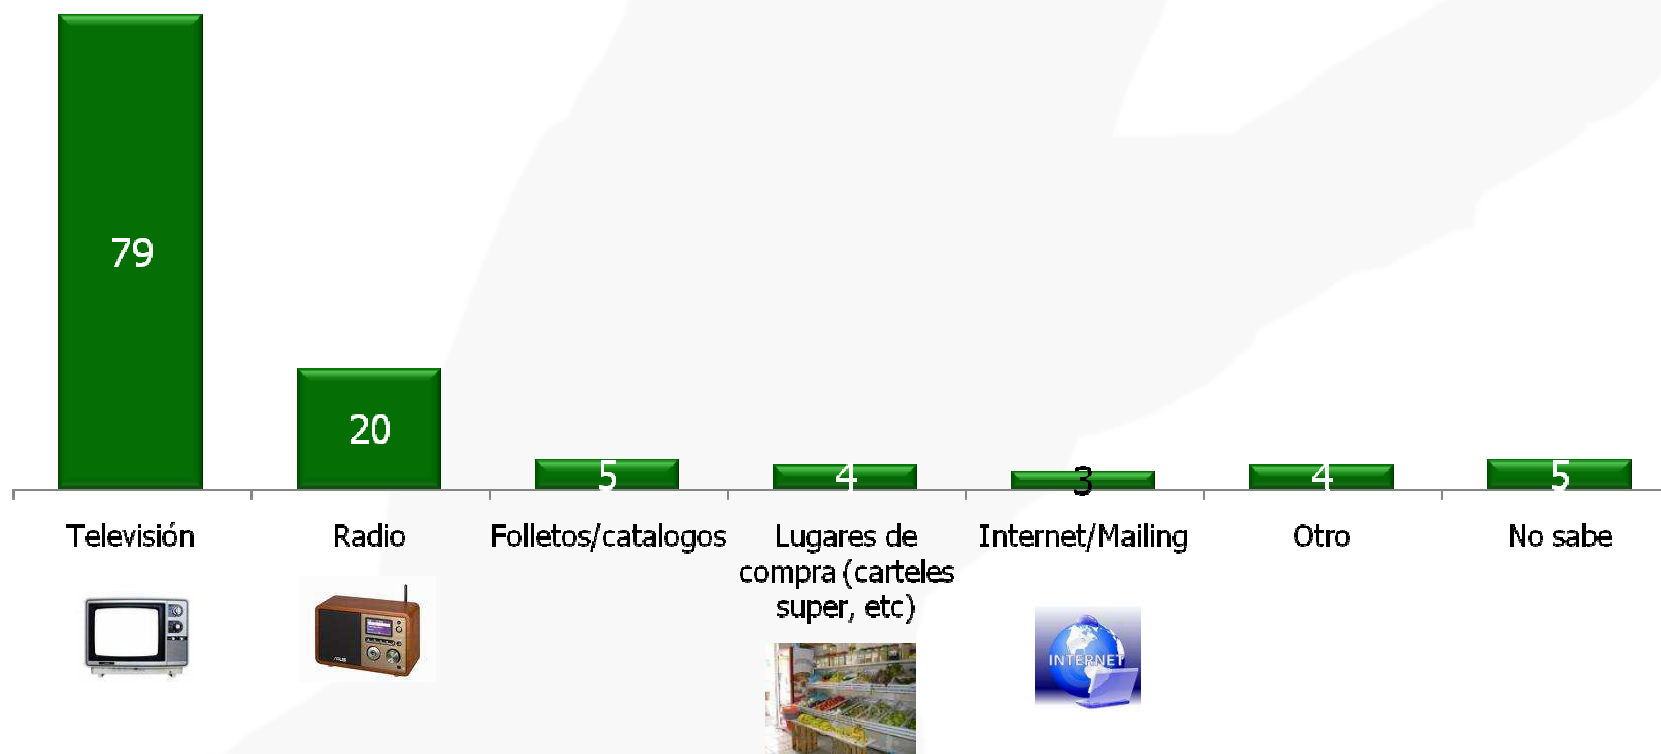 79
20
5
4
3
4
5
Televisión
Radio
Folletos/catalogos
Lugares de
compra (carteles
super, etc)
Internet/Mailing
Otro
No sabe
INTERNET